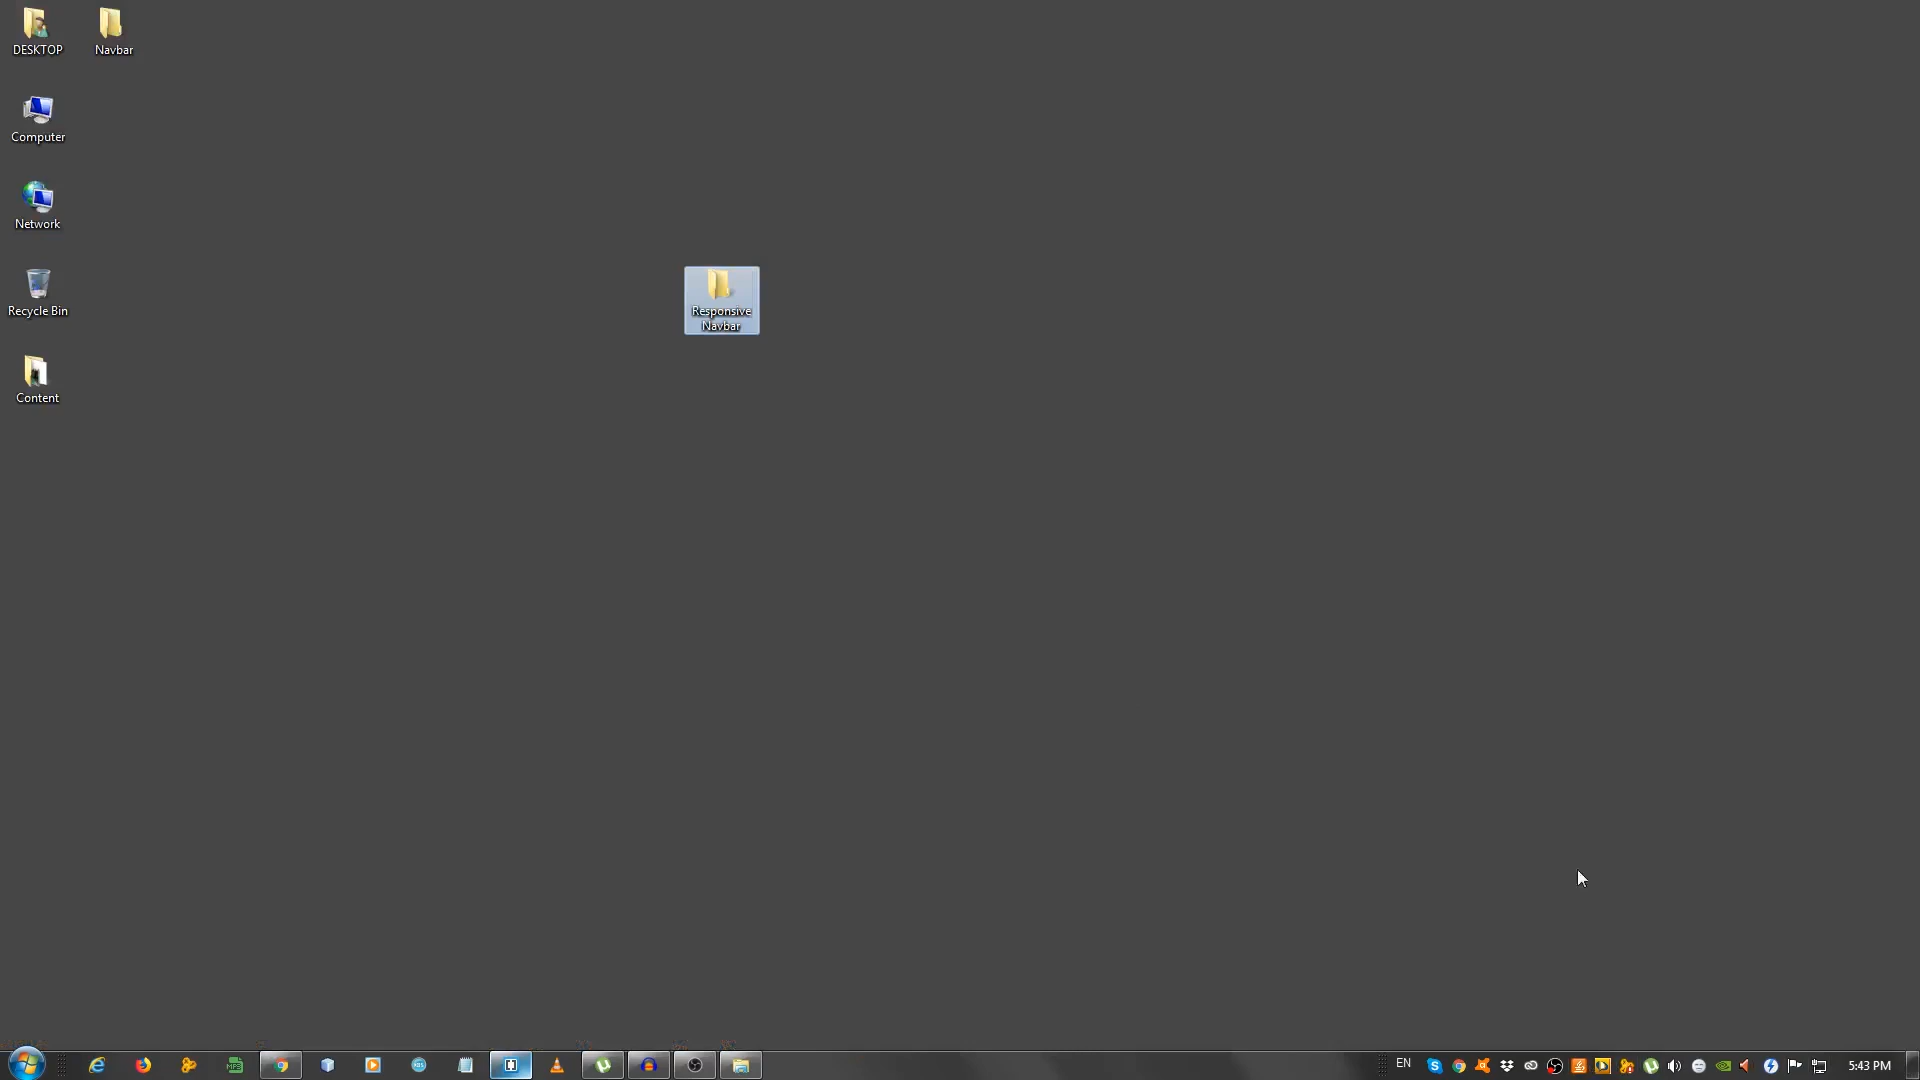 DESKTOP
Navbar
Computer
Network
Recycle Bin
Content
Responsive
Navbar
EN
5:43 PM